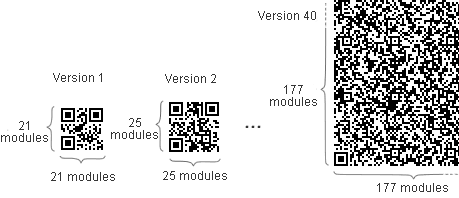 Version 1
21
modules
21 modules
Version 2
25
modules
25 modules
...
Version 40
177
modules
177 modules